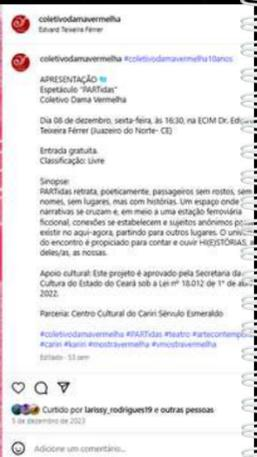 coletivodamavermelha
Edvard Teixeira Férrer
coletivodamavermelha #coletivodamavermelha10anos
APRESENTAÇÃO
Espetáculo "PARTidas"
Coletivo Dama Vermelha
Dia 08 de dezembro, sexta-feira, às 16:30, na ECIM Dr. Edvard
Teixeira Férrer (Juazeiro do Norte- CE)
Entrada gratuita.
Classificação: Livre
Sinopse:
PARTidas retrata, poeticamente, passageiros sem rostos, sem
nomes, sem lugares, mas com histórias. Um espaço onde
narrativas se cruzam e, em meio a uma estação ferroviária
ficcional, conexões se estabelecem e sujeitos anônimos
existir no aqui-agora, partindo para outros lugares. O
do encontro é propiciado para contar e ouvir HI(E)STÓRIAS,
deles/as, as nossas.
Apoio cultural: Este projeto é aprovado pela Secretaria da
Cultura do Estado do Ceará sob a Lei nº 18.012 de 1º de
2022.
Parceria: Centro Cultural do Cariri Sérvulo Esmeraldo
#coletivodamavermelha #PARTidas #teatro
#cariri #kariri #mostravermelha #vmostravermelha
Editado · 53 sem
Curtido por larissy_rodrigues19 e outras pessoas
5 de dezembro de 2023
Adicione um comentário...